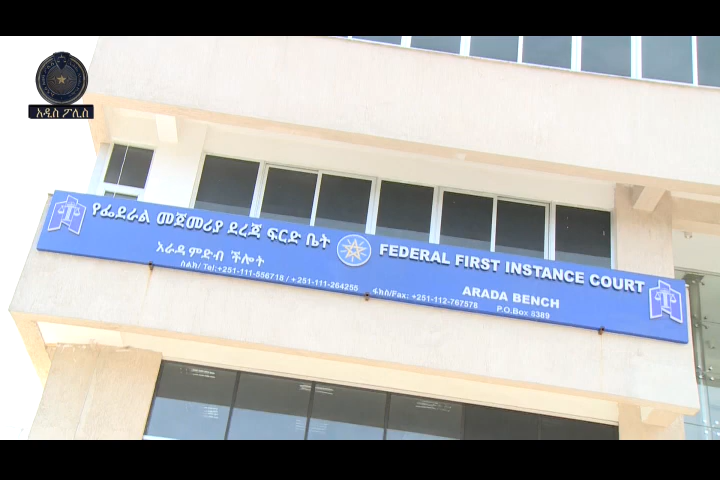 አዲስ ፖሊስ
የፌደራል መጀመሪያ ደረጃ ፍርድ ቤት
አራዳ ምድብ ችሎት
ስልክ/ Tel:+251-111-556718 / +251-111-264255
FEDERAL FIRST INSTANCE COURT
ARADA BENCH
ፋክስ/Fax: +251-112-767578 P.O.Box 8389